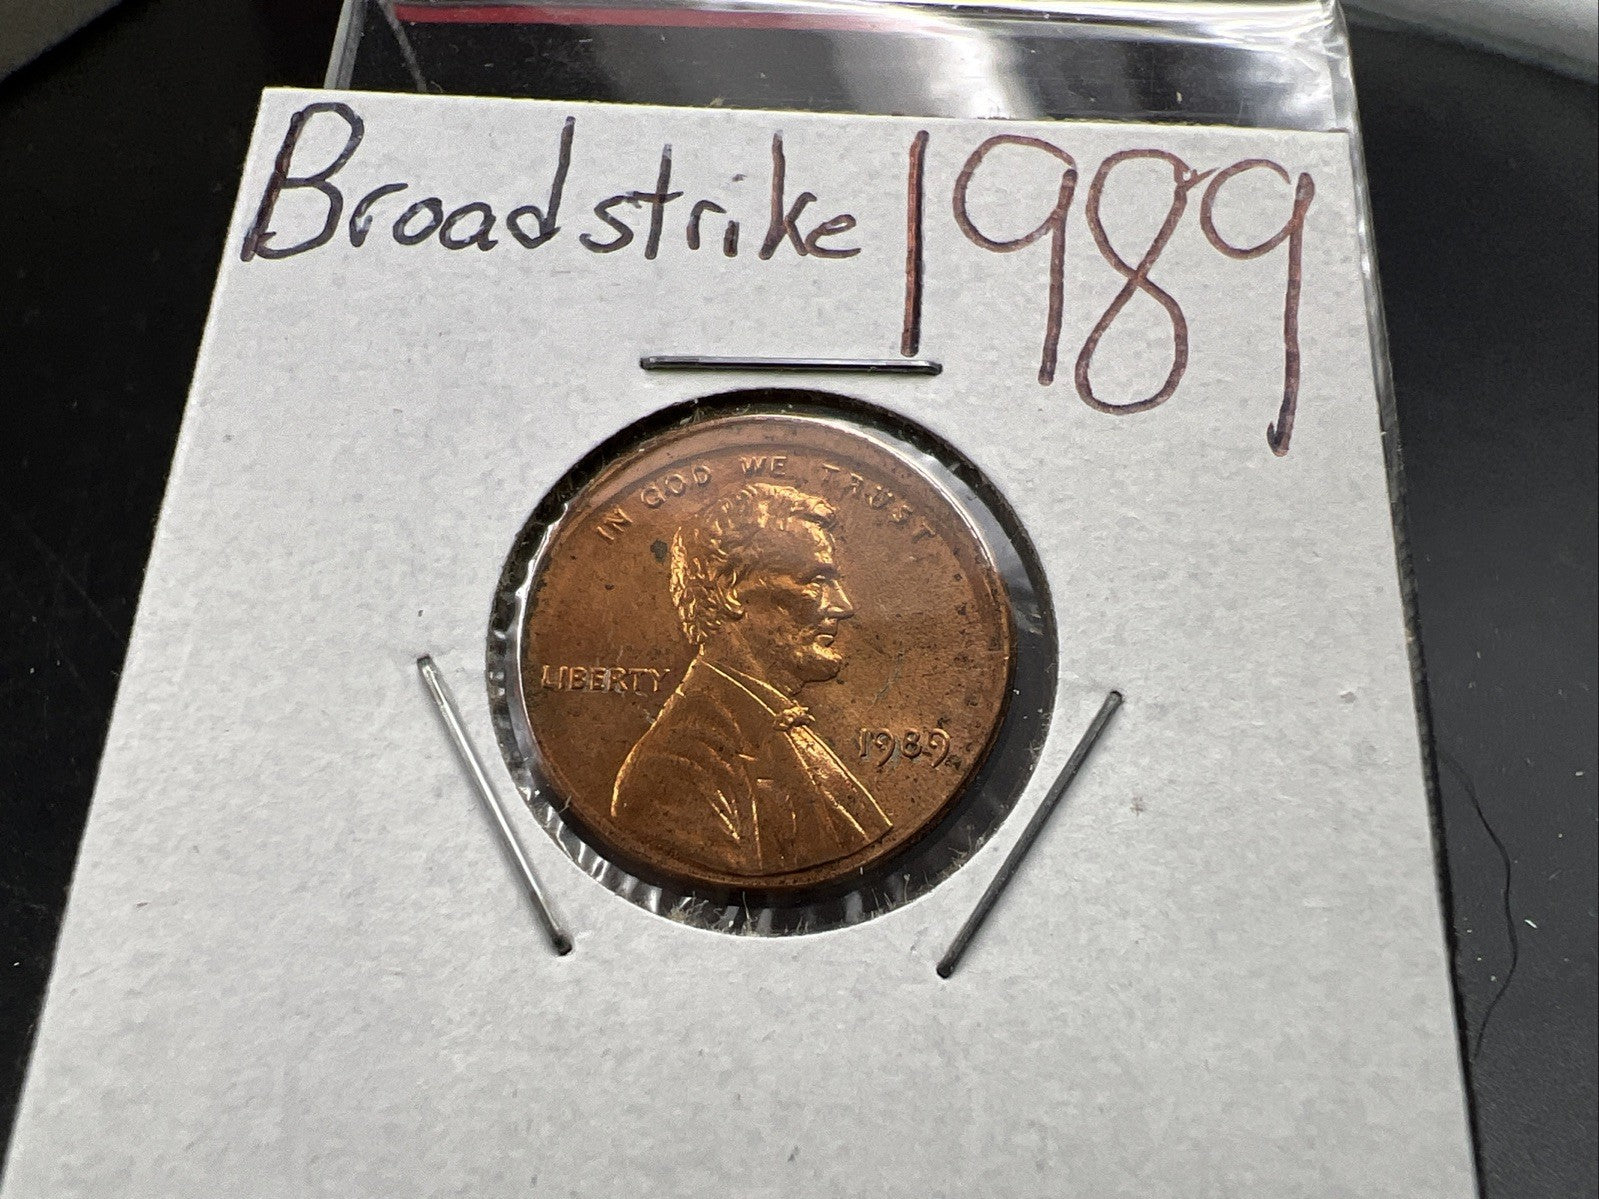 Broadstrike 1989
IN GOD WE TRUST
LIBERTY
1989